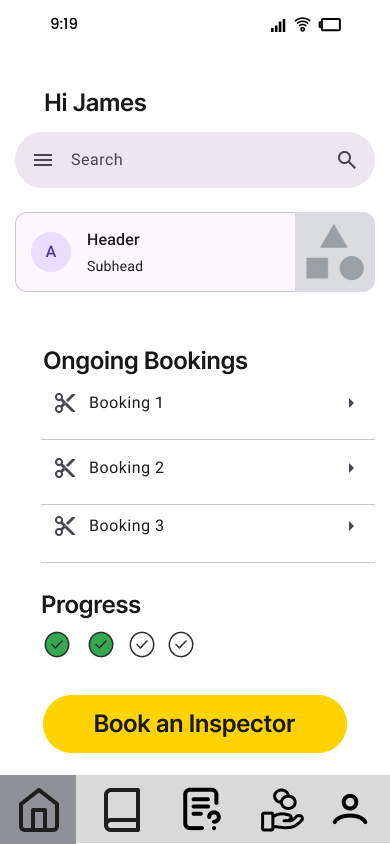 9:19
Hi James
Search
A
Header
Subhead
Ongoing Bookings
Booking 1
Booking 2
Booking 3
Progress
Book an Inspector
?